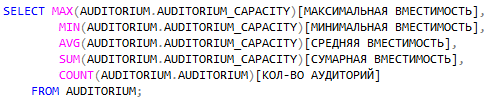 SELECT MAX(AUDITORIUM.AUDITORIUM_CAPACITY)[МАКСИМАЛЬНАЯ ВМЕСТИМОСТЬ],
MIN(AUDITORIUM.AUDITORIUM_CAPACITY)[МИНИМАЛЬНАЯ ВМЕСТИМОСТЬ],
AVG(AUDITORIUM.AUDITORIUM_CAPACITY)[СРЕДНЯЯ ВМЕСТИМОСТЬ],
SUM(AUDITORIUM.AUDITORIUM_CAPACITY)[СУМАРНАЯ ВМЕСТИМОСТЬ],
COUNT(AUDITORIUM.AUDITORIUM)[КОЛ-ВО АУДИТОРИЙ]
FROM AUDITORIUM;